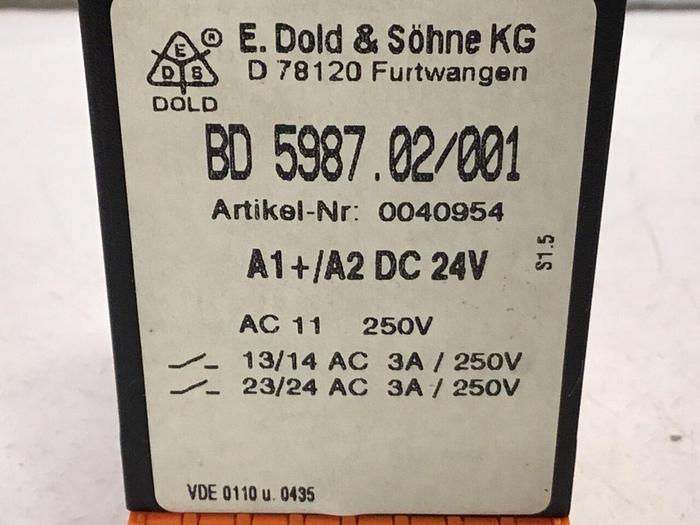 E
D S
®
DOLD
E. Dold & Söhne KG
D 78120 Furtwangen
BD 5987.02/001
Artikel-Nr: 0040954
A1+/A2 DC 24V
S1.5
AC 11 250V
13/14 AC 3A / 250V
23/24 AC 3A / 250V
VDE 0110 u. 0435